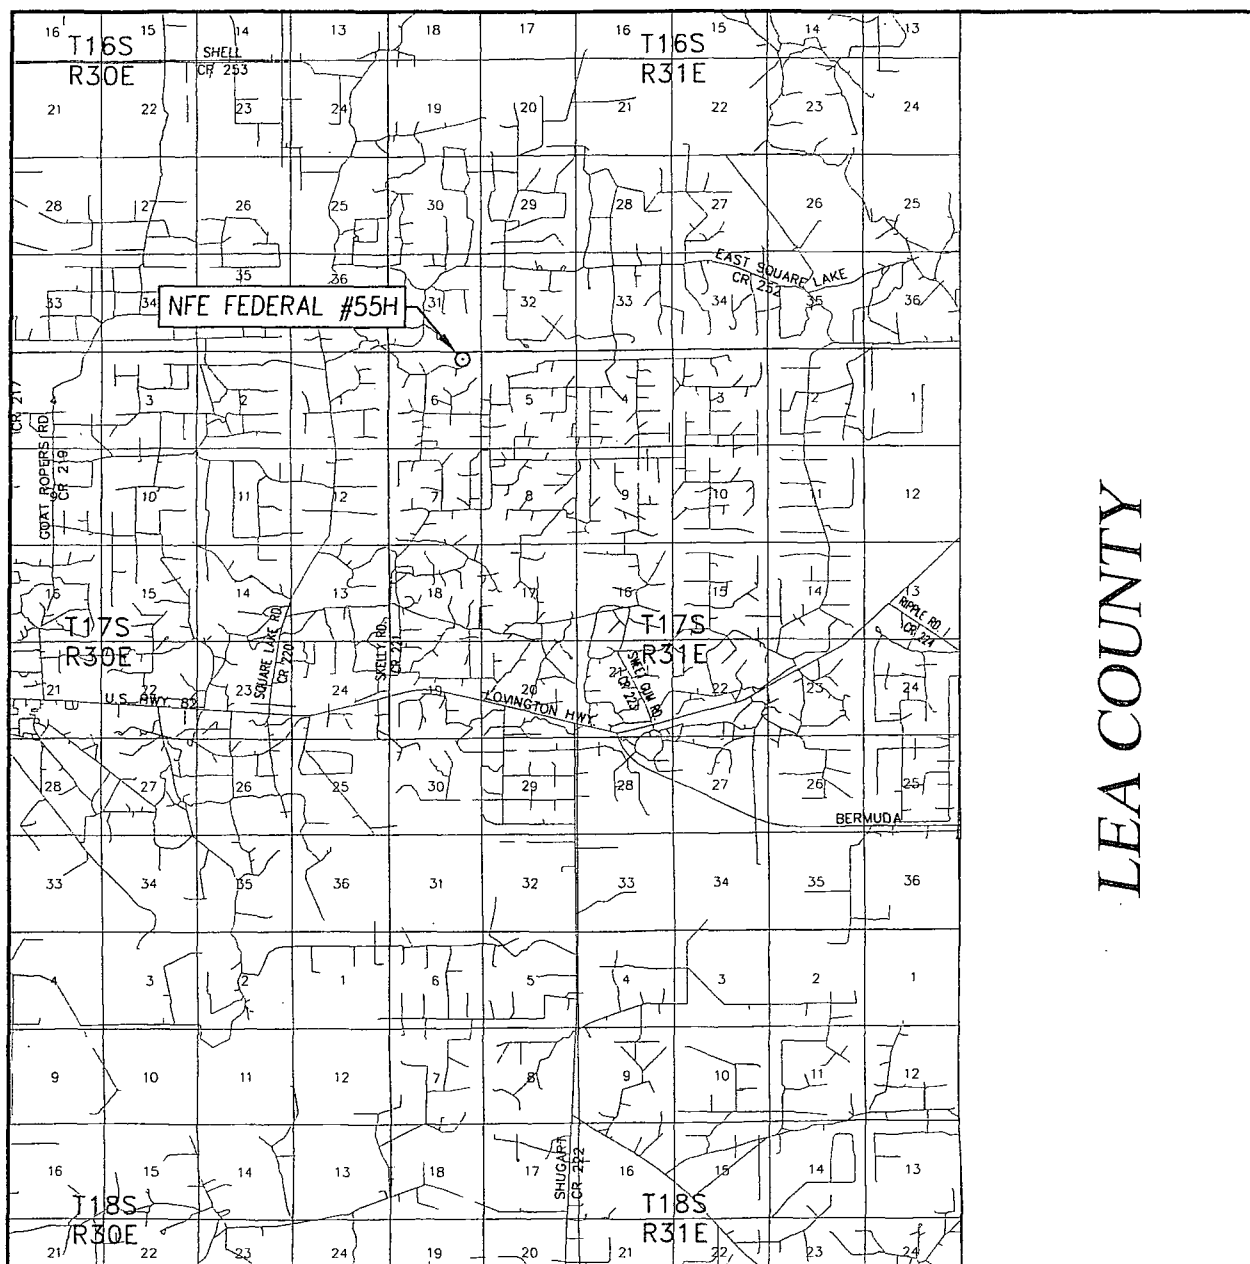 16 15 14 13 18 17 16 15 14 13
T16S
R30E
T16S
R31E
SHELL
CR 253
21 22 23 24 19 20 21 22 23 24
28 27 26 25 30 29 28 27 26 25
EAST SQUARE LAKE
CR 252
33 34 35 36 31 32 33 34 35 36
NFE FEDERAL #55H
CR 217
4 3 2 1 6 5 4 3 2 1
GOAT ROPERS RD
CR 219
9 10 11 12 7 8 9 10 11 12
16 15 14 13 18 17 16 15 14 13
T17S
R30E
T17S
R31E
SQUARE LAKE RD
CR 220
SKELLY RD
CR 221
SWEET GUM RD.
CR 223
RIPPLE RD
CR 224
21 22 23 24 19 20 21 22 23 24
U.S. HWY. 82
LOVINGTON HWY.
28 27 26 25 30 29 28 27 26 25
BERMUDA
33 34 35 36 31 32 33 34 35 36
4 3 2 1 6 5 4 3 2 1
9 10 11 12 7 8 9 10 11 12
16 15 14 13 18 17 16 15 14 13
SHUGART
CR 222
T18S
R30E
T18S
R31E
21 22 23 24 19 20 21 22 23 24
LEA COUNTY